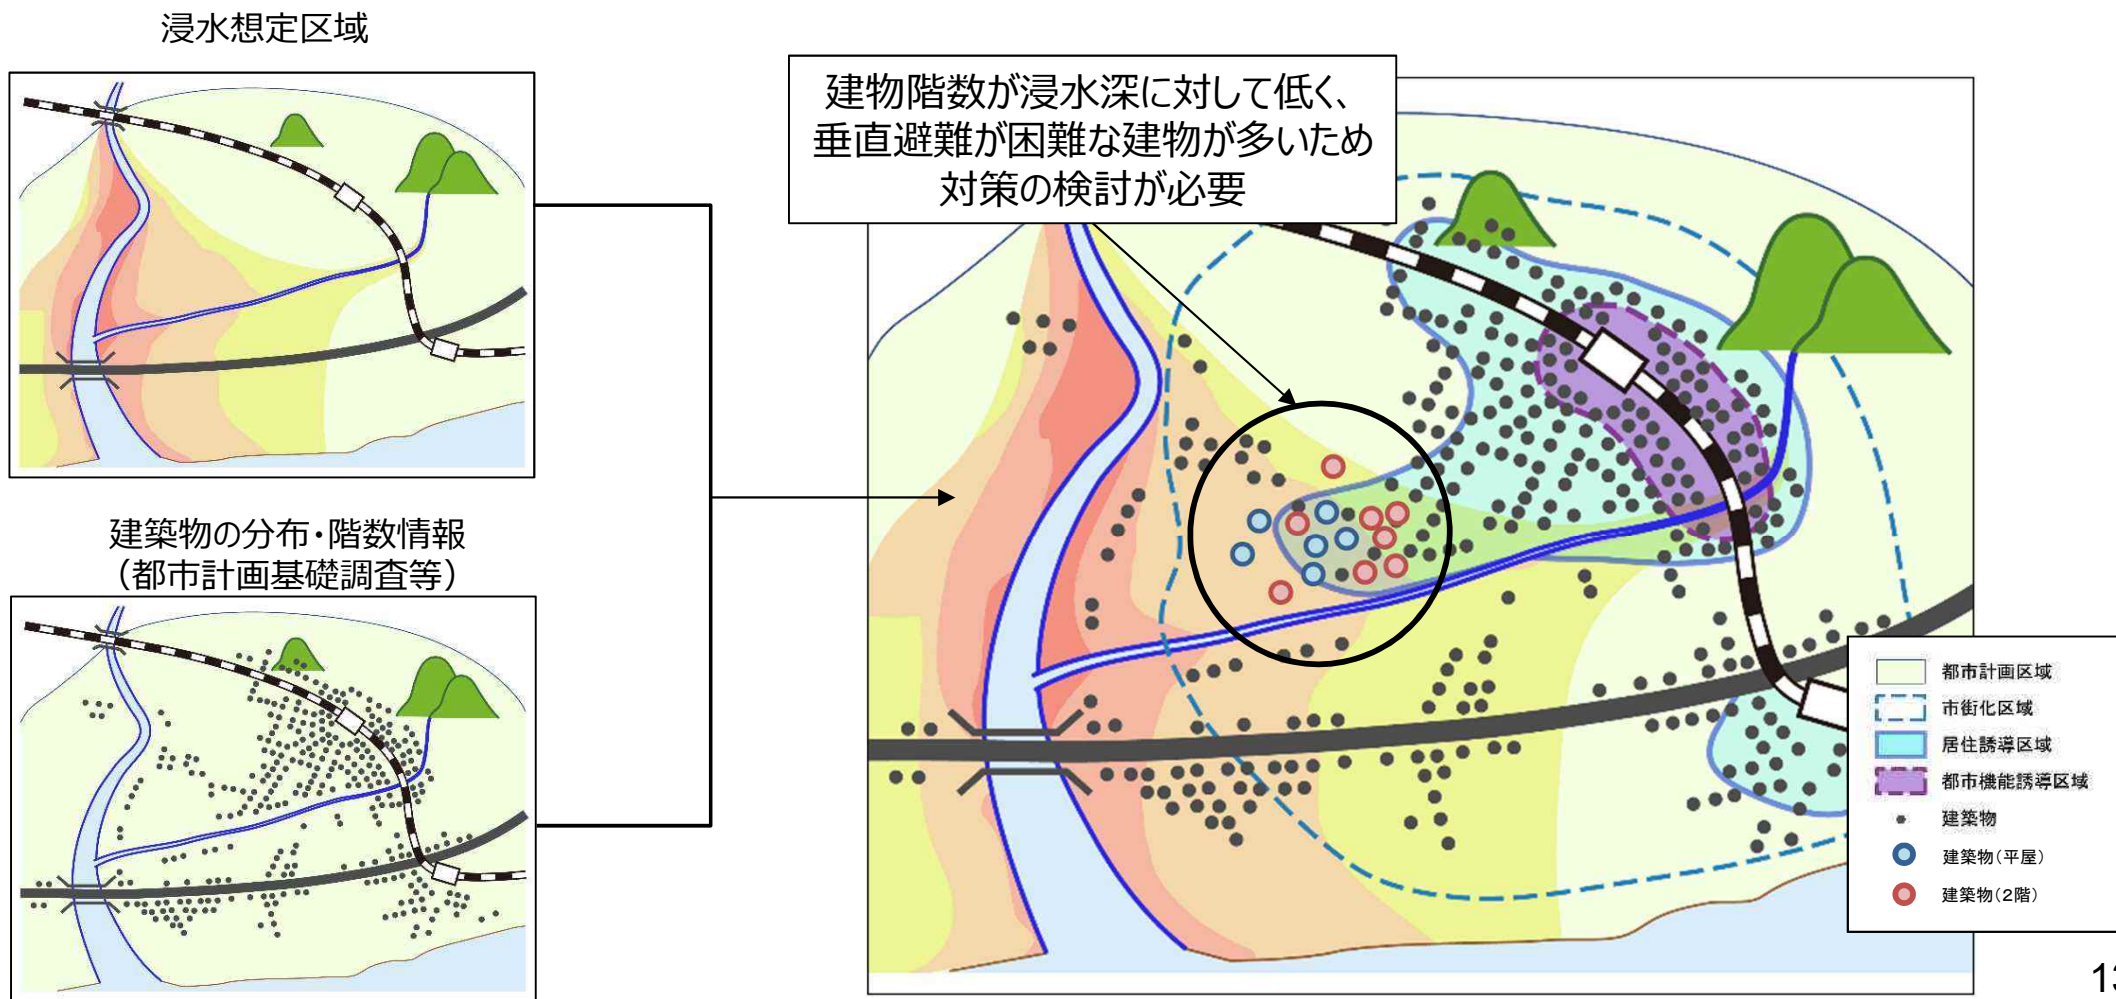 浸水想定区域
建物階数が浸水深に対して低く、
垂直避難が困難な建物が多いため
対策の検討が必要
建築物の分布・階数情報
（都市計画基礎調査等）
都市計画区域
市街化区域
居住誘導区域
都市機能誘導区域
建築物
建築物(平屋)
建築物(2階)